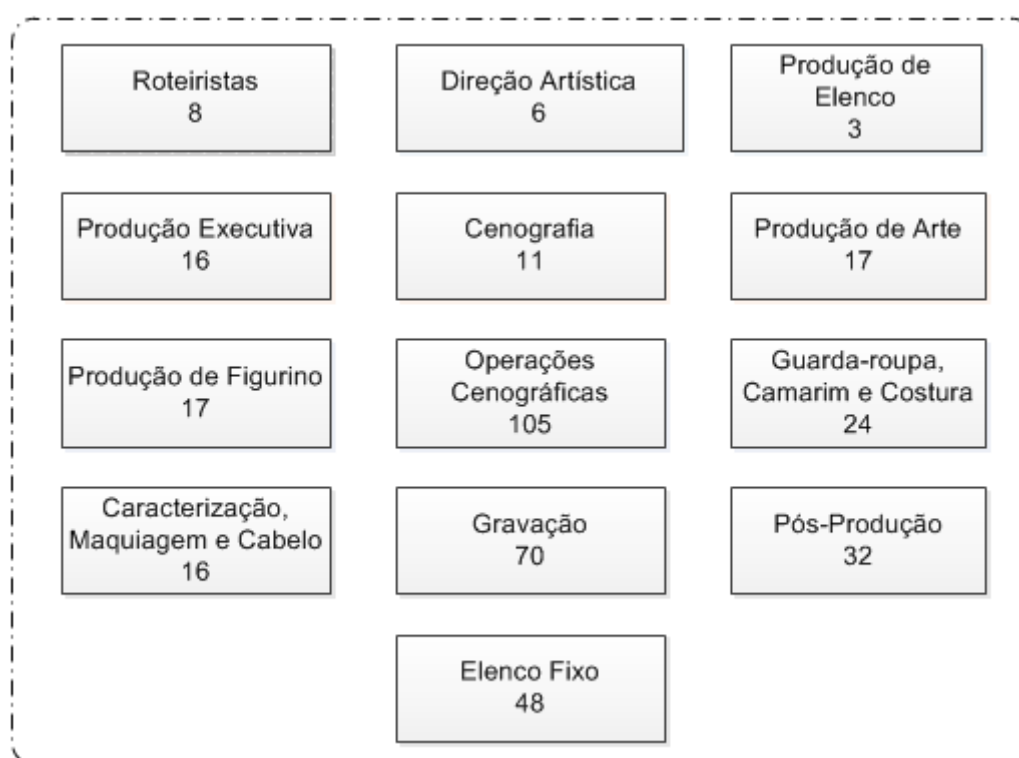 Roteiristas
8
Direção Artística
6
Produção de
Elenco
3
Produção Executiva
16
Cenografia
11
Produção de Arte
17
Produção de Figurino
17
Operações
Cenográficas
105
Guarda-roupa,
Camarim e Costura
24
Caracterização,
Maquiagem e Cabelo
16
Gravação
70
Pós-Produção
32
Elenco Fixo
48